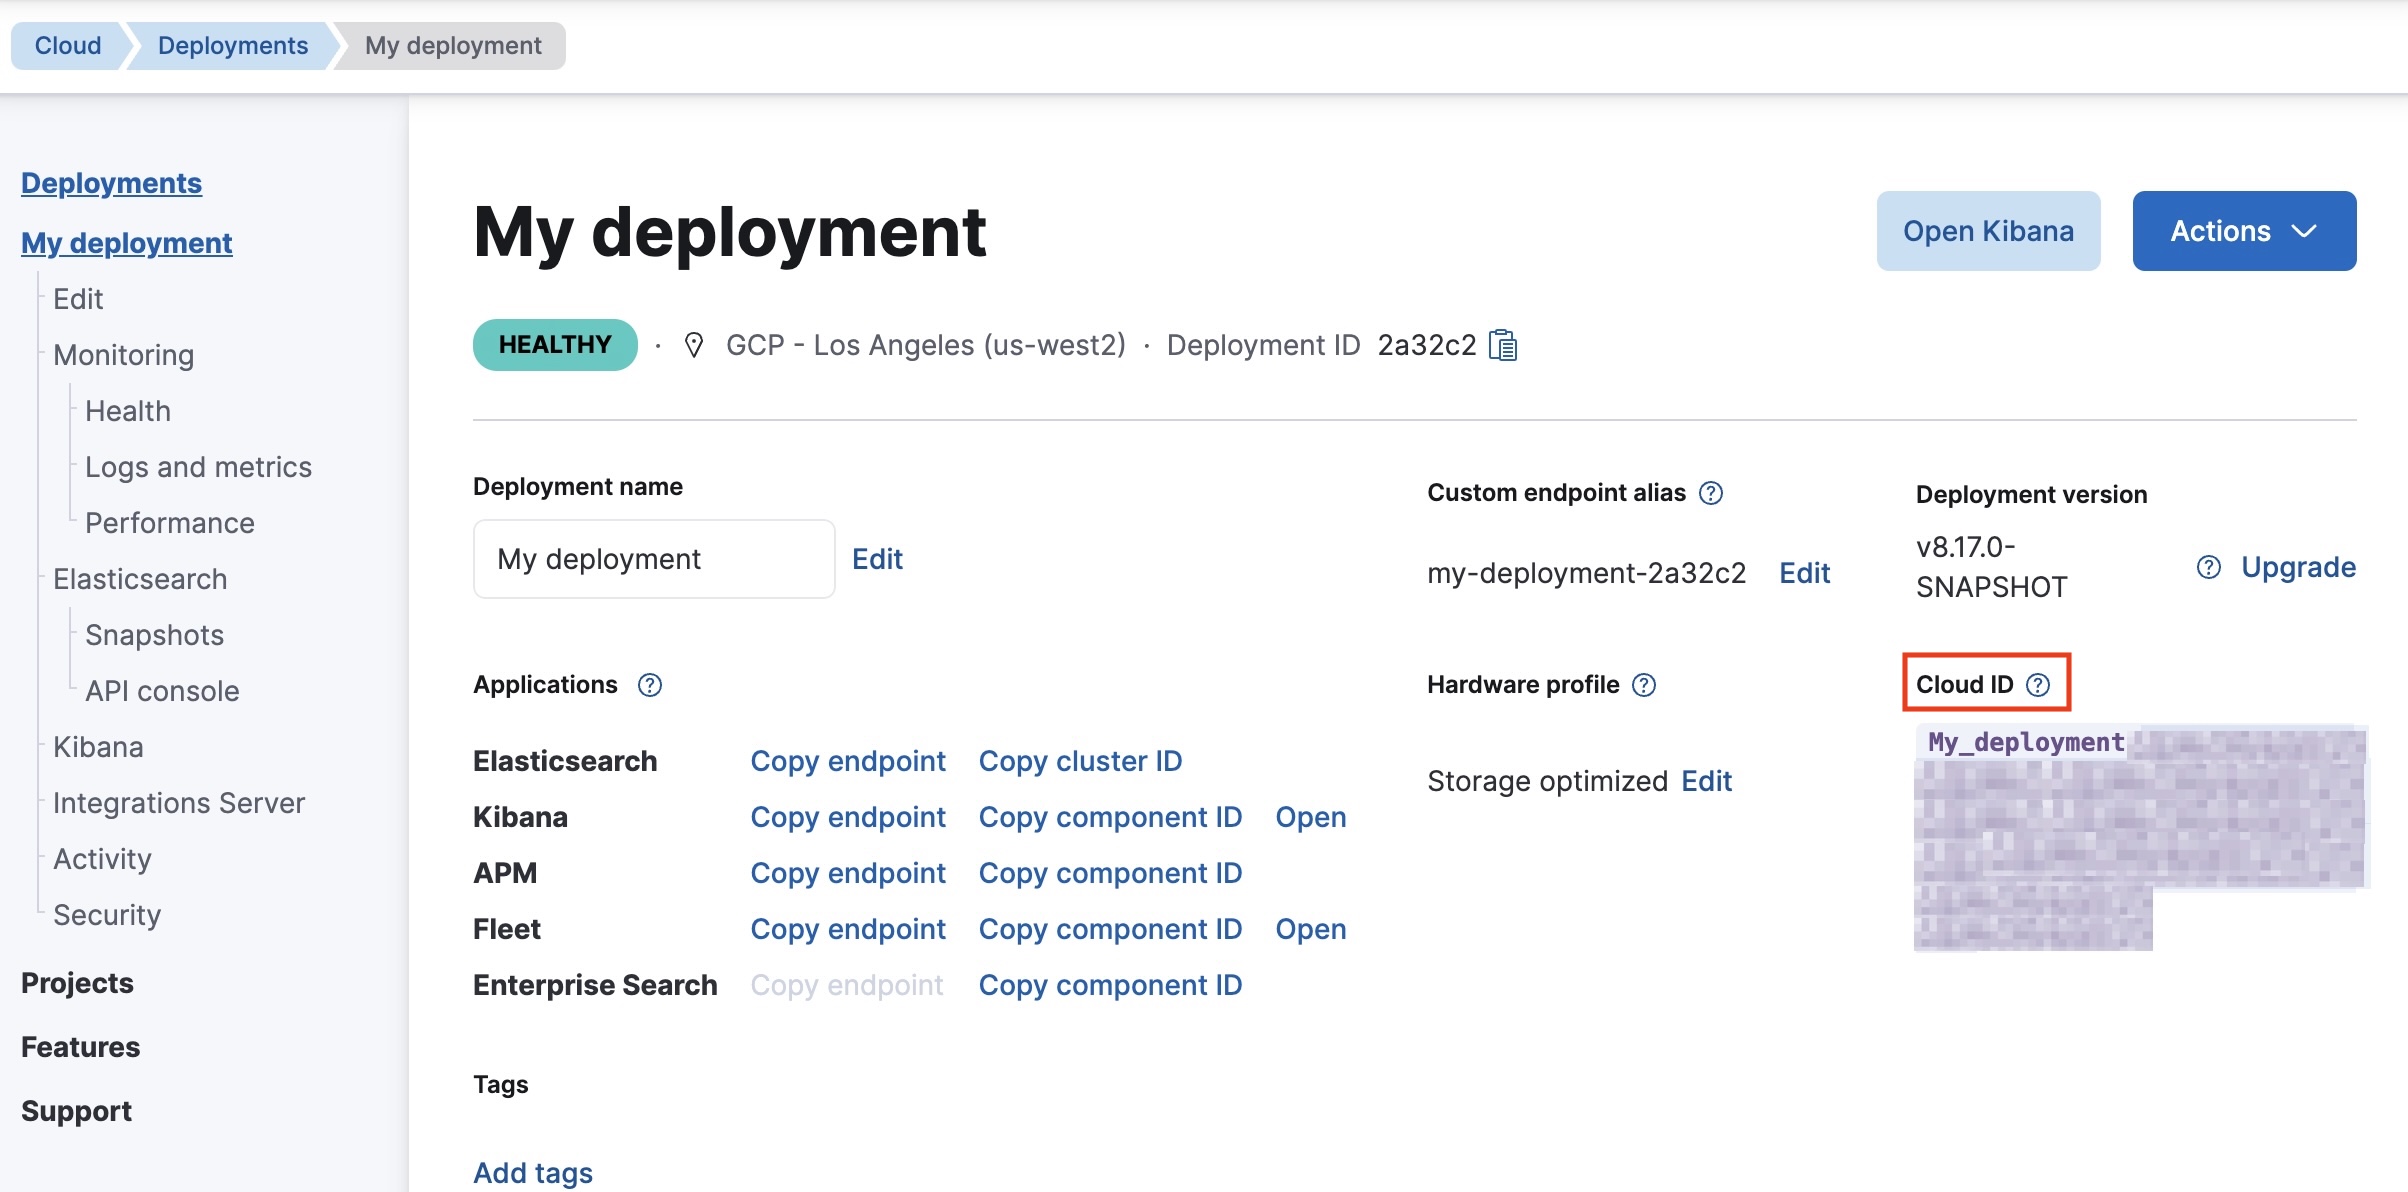 Cloud
Deployments
My deployment
Deployments
My deployment
Edit
Monitoring
Health
Logs and metrics
Performance
Elasticsearch
Snapshots
API console
Kibana
Integrations Server
Activity
Security
Projects
Features
Support
My deployment
Open Kibana
Actions
HEALTHY · GCP - Los Angeles (us-west2) · Deployment ID 2a32c2
Deployment name
My deployment Edit
Custom endpoint alias
my-deployment-2a32c2 Edit
Deployment version
v8.17.0-
SNAPSHOT
Upgrade
Applications
Elasticsearch Copy endpoint Copy cluster ID
Kibana Copy endpoint Copy component ID Open
APM Copy endpoint Copy component ID
Fleet Copy endpoint Copy component ID Open
Enterprise Search Copy endpoint Copy component ID
Hardware profile
Storage optimized Edit
Cloud ID
My_deployment
Tags
Add tags